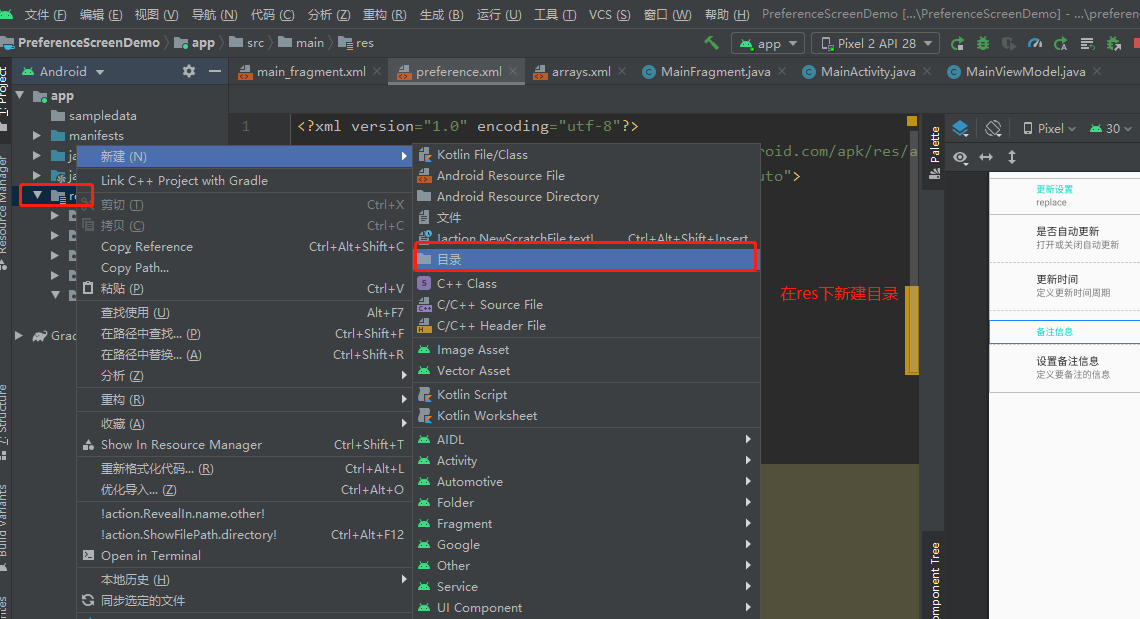 文件 (F) 编辑 (E) 视图 (V) 导航 (N) 代码 (C) 分析 (Z) 重构 (R) 生成 (B) 运行 (U) 工具 (T) VCS (S) 窗口 (W) 帮助 (H) PreferenceScreenDemo [...\PreferenceScreenDemo] - ...\preferen
PreferenceScreenDemo app src main res app Pixel 2 API 28
1: Project
Resource Manager
Z: Structure
Build Variants
Android
main_fragment.xml preference.xml arrays.xml MainFragment.java MainActivity.java MainViewModel.java
app
sampledata
manifests
ja
ja
re
Grac
1 <?xml version="1.0" encoding="utf-8"?>
roid.com/apk/res/a
uto">
新建 (N)
Link C++ Project with Gradle
剪切 (T) Ctrl+X
拷贝 (C) Ctrl+C
Copy Reference Ctrl+Alt+Shift+C
Copy Path...
粘贴 (P) Ctrl+V
查找使用 (U) Alt+F7
在路径中查找... (P) Ctrl+Shift+F
在路径中替换... (A) Ctrl+Shift+R
分析 (Z)
重构 (R)
收藏 (A)
Show In Resource Manager Ctrl+Shift+T
重新格式化代码... (R) Ctrl+Alt+L
优化导入... (Z) Ctrl+Alt+O
!action.RevealIn.name.other!
!action.ShowFilePath.directory! Ctrl+Alt+F12
Open in Terminal
本地历史 (H)
同步选定的文件
Kotlin File/Class
Android Resource File
Android Resource Directory
文件
!action.NewScratchFile.text! Ctrl+Alt+Shift+Insert
目录
C++ Class
C/C++ Source File
C/C++ Header File
Image Asset
Vector Asset
Kotlin Script
Kotlin Worksheet
AIDL
Activity
Automotive
Folder
Fragment
Google
Other
Service
UI Component
在res下新建目录
Palette
Component Tree
Pixel 30
更新设置
replace
是否自动更新
打开或关闭自动更新
更新时间
定义更新时间周期
备注信息
设置备注信息
定义要备注的信息